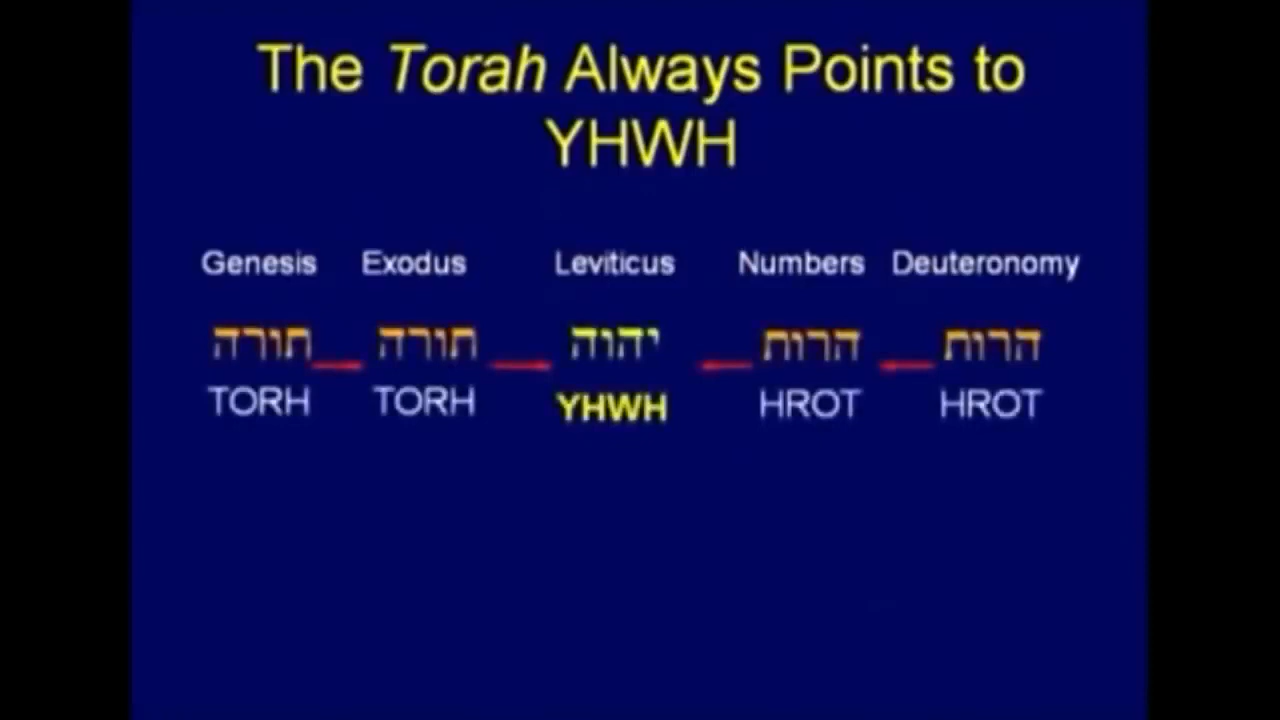 The Torah Always Points to
YHWH
Genesis Exodus Leviticus Numbers Deuteronomy
תורה תורה יהוה הרות הרות
TORH TORH YHWH HROT HROT